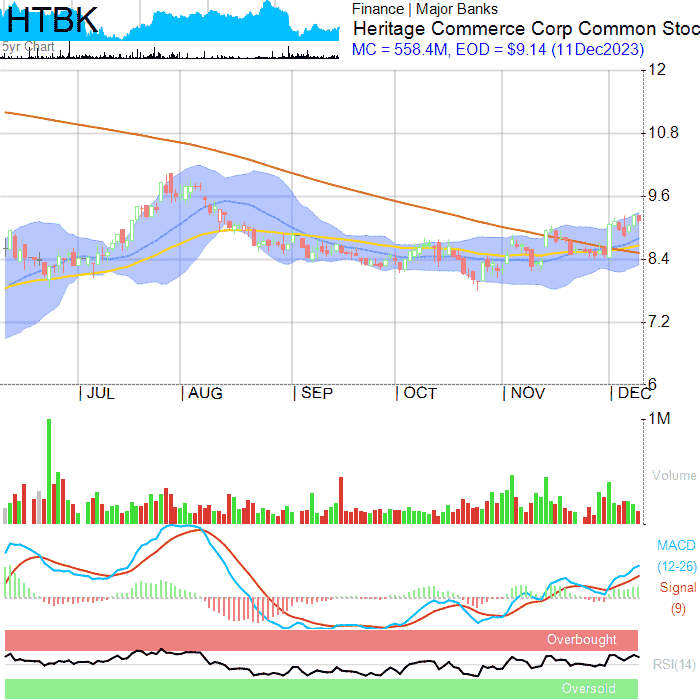 HTBK
5yr Chart
Finance | Major Banks
Heritage Commerce Corp Common Stoc
MC = 558.4M, EOD = $9.14 (11Dec2023)
12
10.8
9.6
8.4
7.2
6
| JUL | AUG | SEP | OCT | NOV | DEC
1M
Volume
MACD
(12-26)
Signal
(9)
Overbought
RSI(14)
Oversold